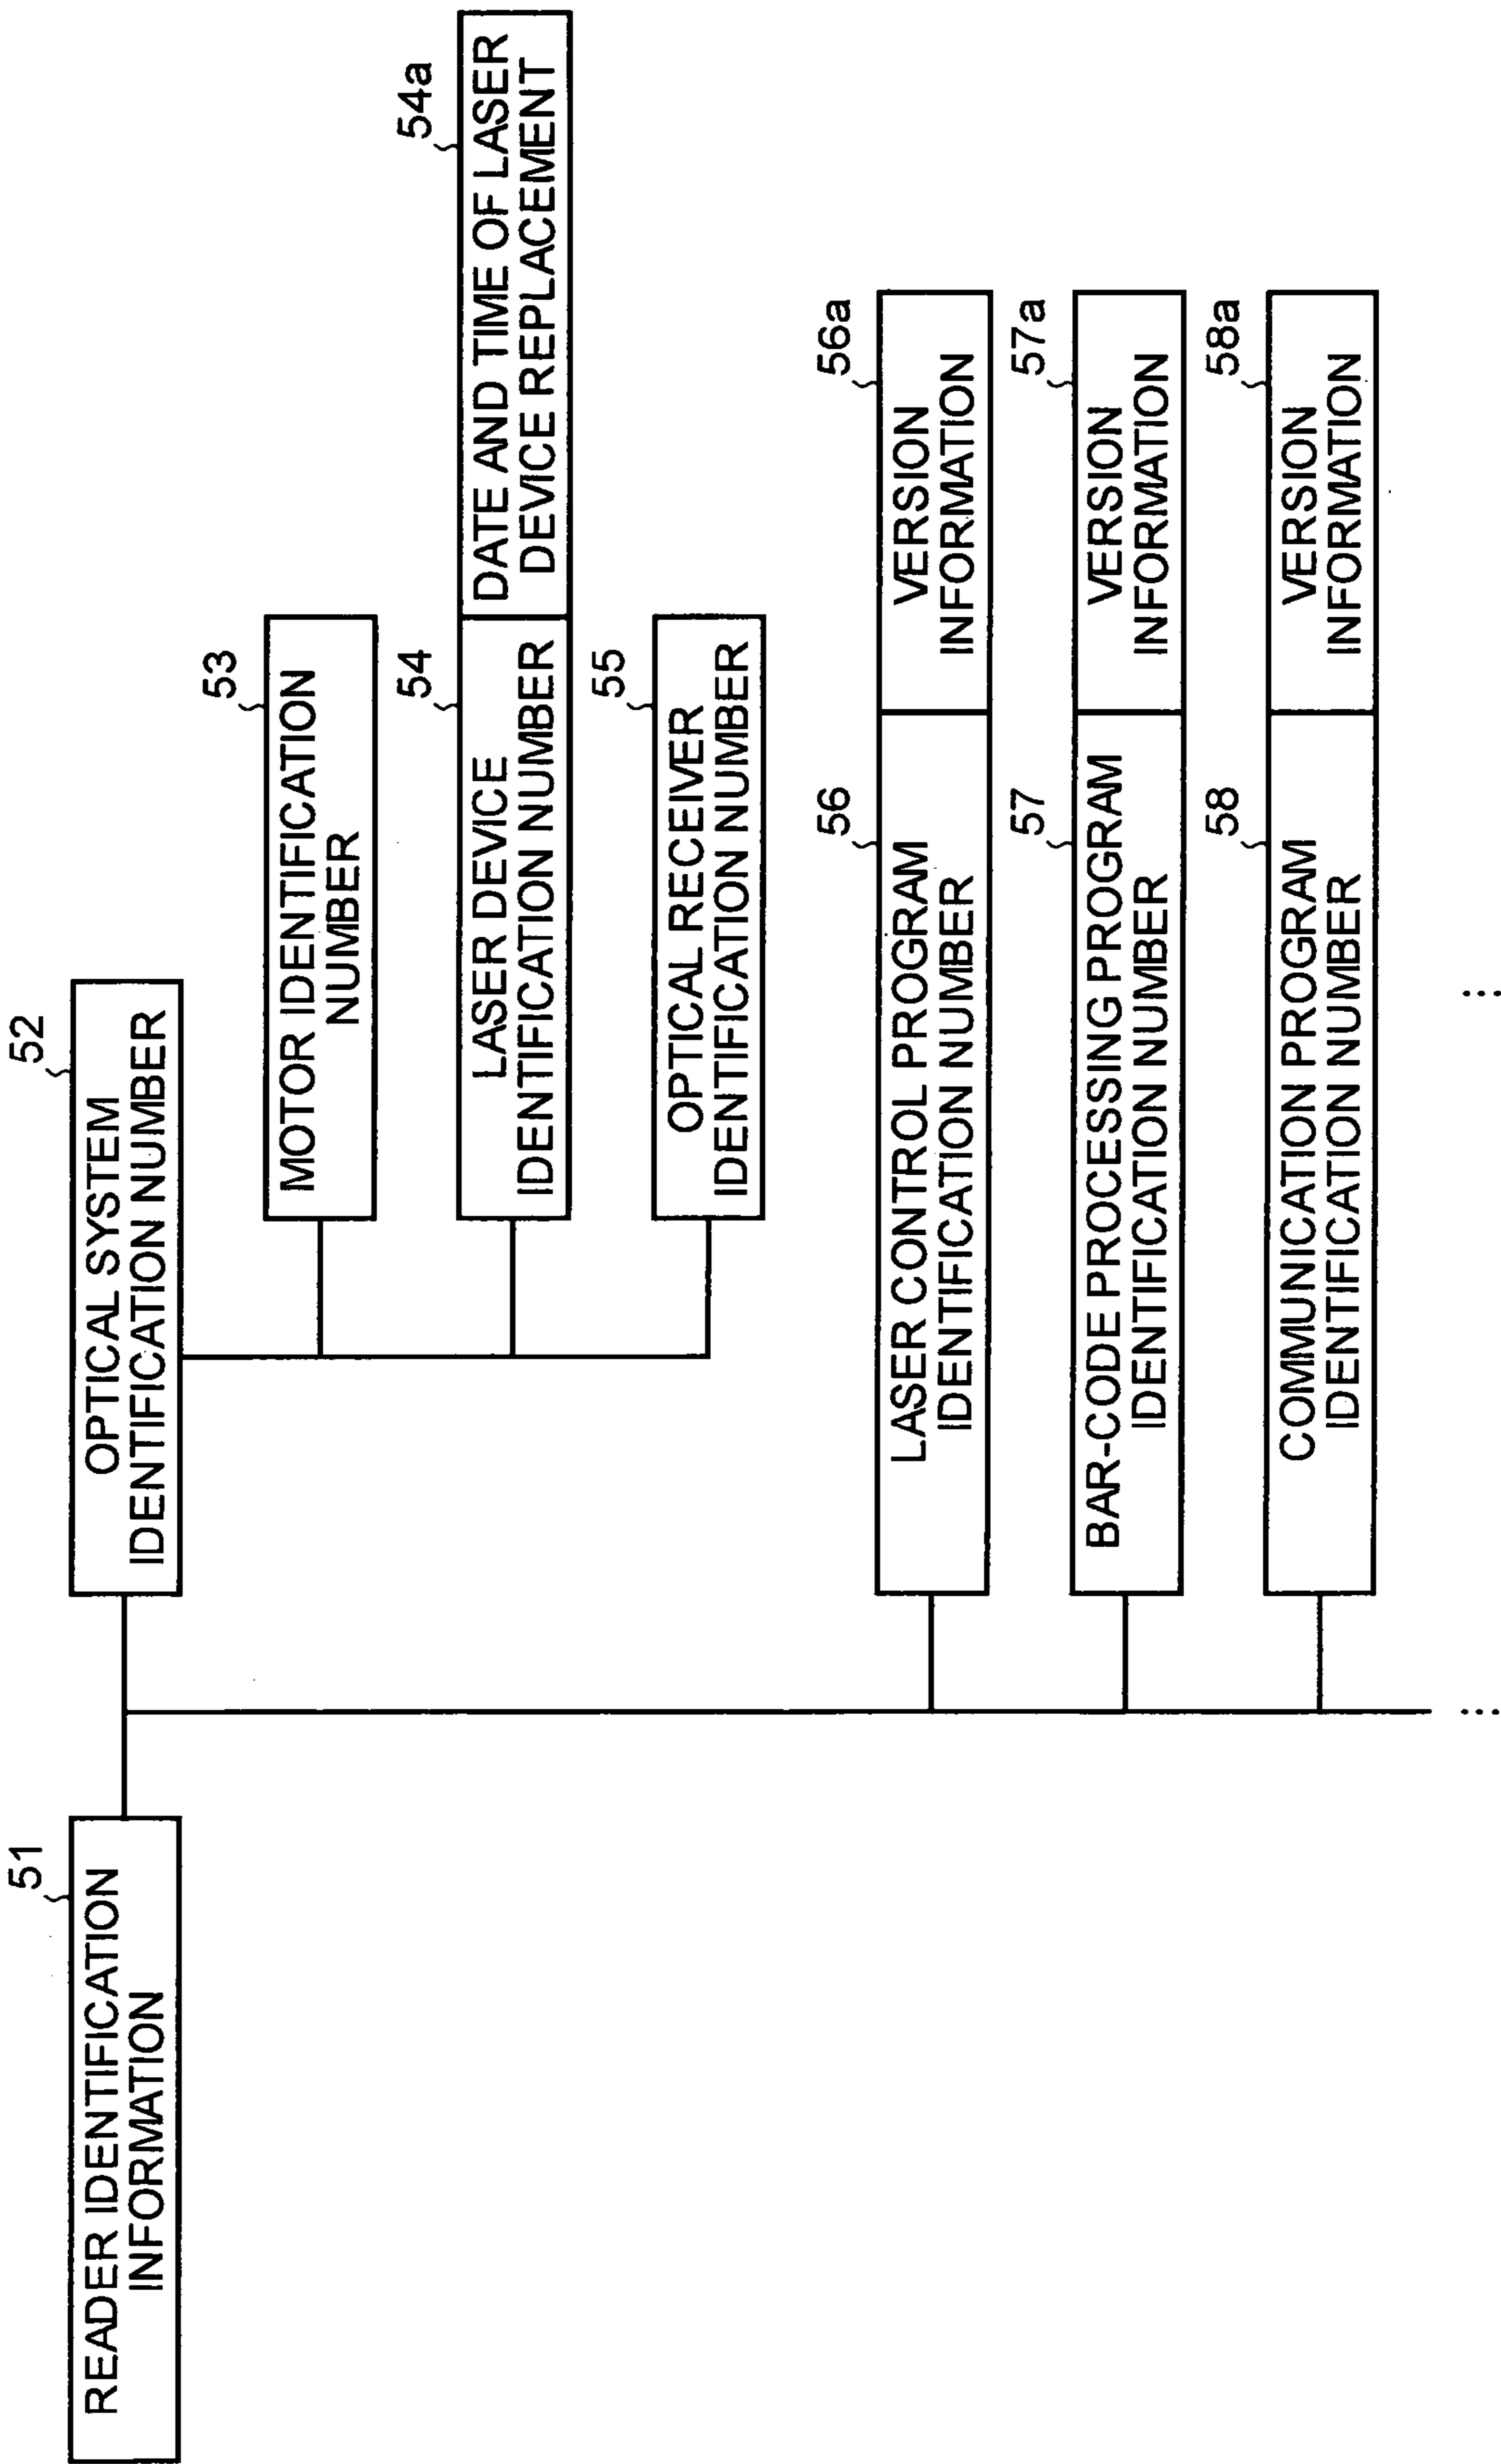 51
READER IDENTIFICATION
INFORMATION
52
OPTICAL SYSTEM
IDENTIFICATION NUMBER
53
MOTOR IDENTIFICATION
NUMBER
54
LASER DEVICE
IDENTIFICATION NUMBER
54a
DATE AND TIME OF LASER
DEVICE REPLACEMENT
55
OPTICAL RECEIVER
IDENTIFICATION NUMBER
56
LASER CONTROL PROGRAM
IDENTIFICATION NUMBER
56a
VERSION
INFORMATION
57
BAR-CODE PROCESSING PROGRAM
IDENTIFICATION NUMBER
57a
VERSION
INFORMATION
58
COMMUNICATION PROGRAM
IDENTIFICATION NUMBER
58a
VERSION
INFORMATION